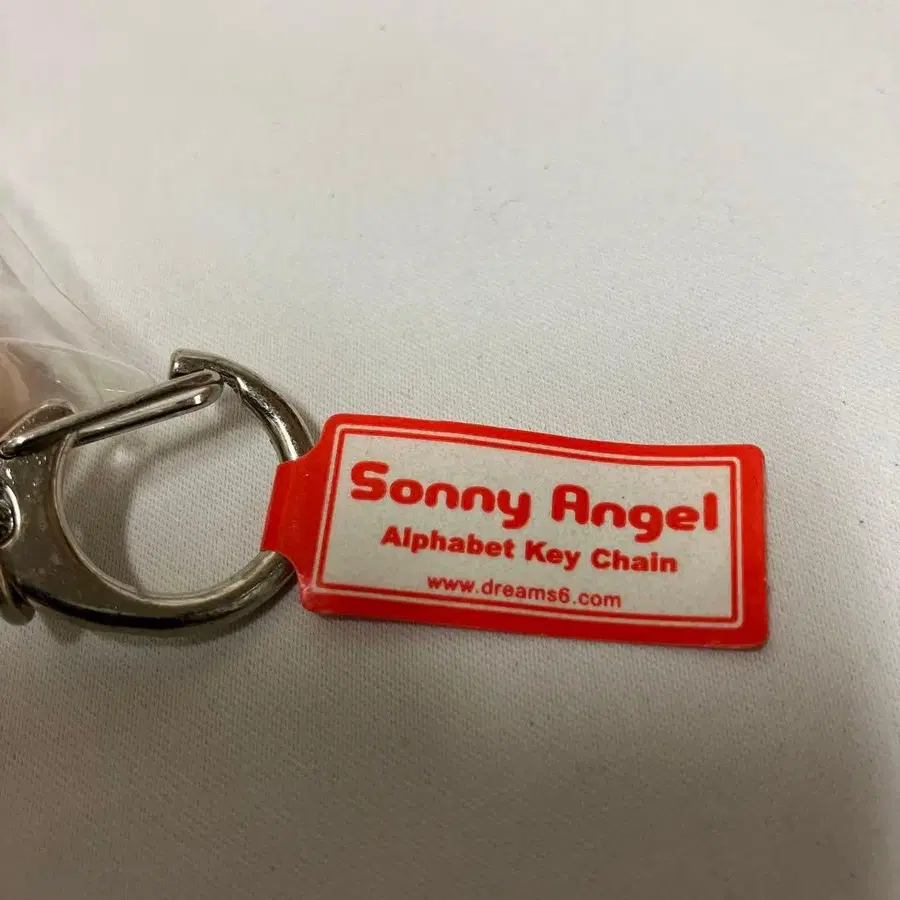 Sonny Angel
Alphabet Key Chain
www.dreams6.com